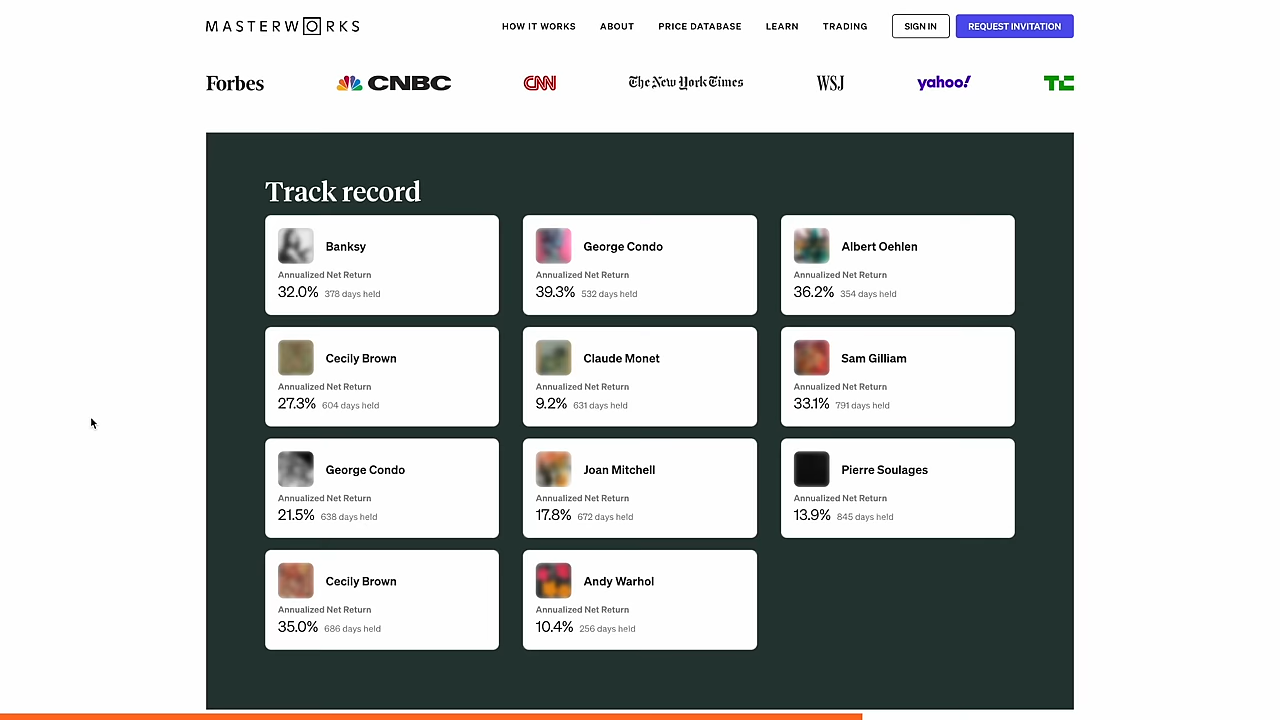 MASTERWORKS
HOW IT WORKS ABOUT PRICE DATABASE LEARN TRADING SIGN IN REQUEST INVITATION
Forbes CNBC CNN The New York Times WSJ yahoo! TC
Track record
Banksy
Annualized Net Return
32.0% 378 days held
George Condo
Annualized Net Return
39.3% 532 days held
Albert Oehlen
Annualized Net Return
36.2% 354 days held
Cecily Brown
Annualized Net Return
27.3% 604 days held
Claude Monet
Annualized Net Return
9.2% 631 days held
Sam Gilliam
Annualized Net Return
33.1% 791 days held
George Condo
Annualized Net Return
21.5% 638 days held
Joan Mitchell
Annualized Net Return
17.8% 672 days held
Pierre Soulages
Annualized Net Return
13.9% 845 days held
Cecily Brown
Annualized Net Return
35.0% 686 days held
Andy Warhol
Annualized Net Return
10.4% 256 days held